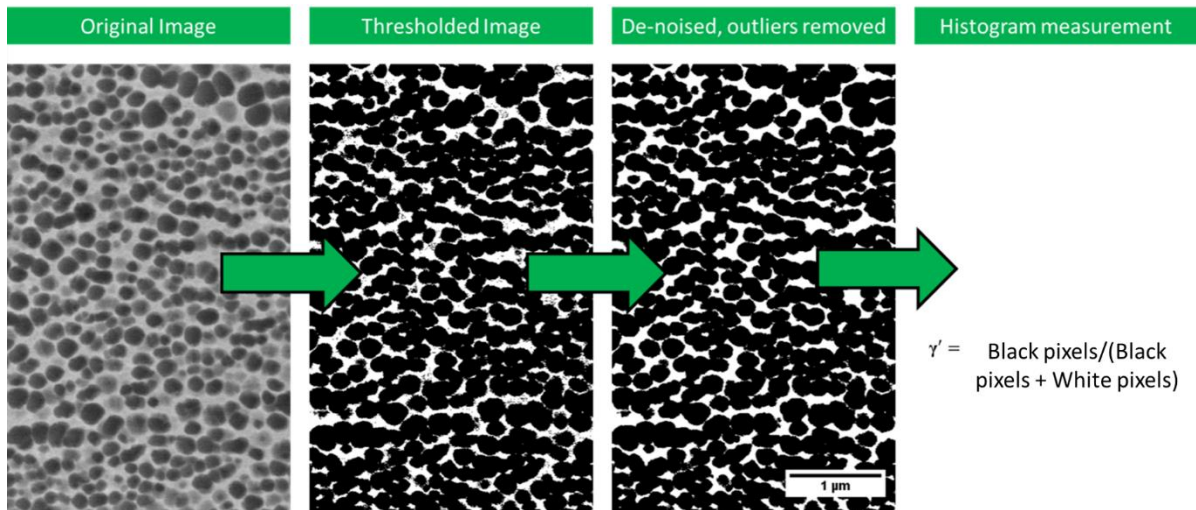 Original Image
Thresholded Image
De-noised, outliers removed
Histogram measurement
γ′ = Black pixels/(Black
pixels + White pixels)
1 µm